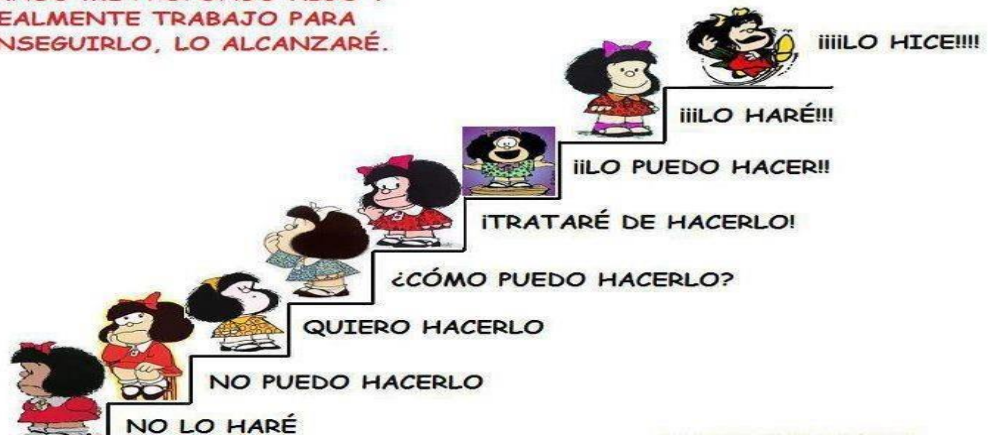 EALMENTE TRABAJO PARA
NSEGUIRLO, LO ALCANZARÉ.
¡¡¡¡LO HICE!!!!
¡¡¡LO HARÉ!!!
¡¡LO PUEDO HACER!!
¡TRATARÉ DE HACERLO!
¿CÓMO PUEDO HACERLO?
QUIERO HACERLO
NO PUEDO HACERLO
NO LO HARÉ